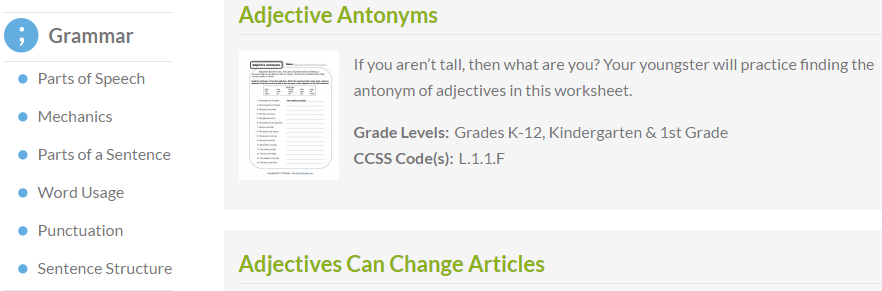 Grammar
Parts of Speech
Mechanics
Parts of a Sentence
Word Usage
Punctuation
Sentence Structure
Adjective Antonyms
If you aren't tall, then what are you? Your youngster will practice finding the
antonym of adjectives in this worksheet.
Grade Levels: Grades K-12, Kindergarten & 1st Grade
CCSS Code(s): L.1.1.F
Adjectives Can Change Articles